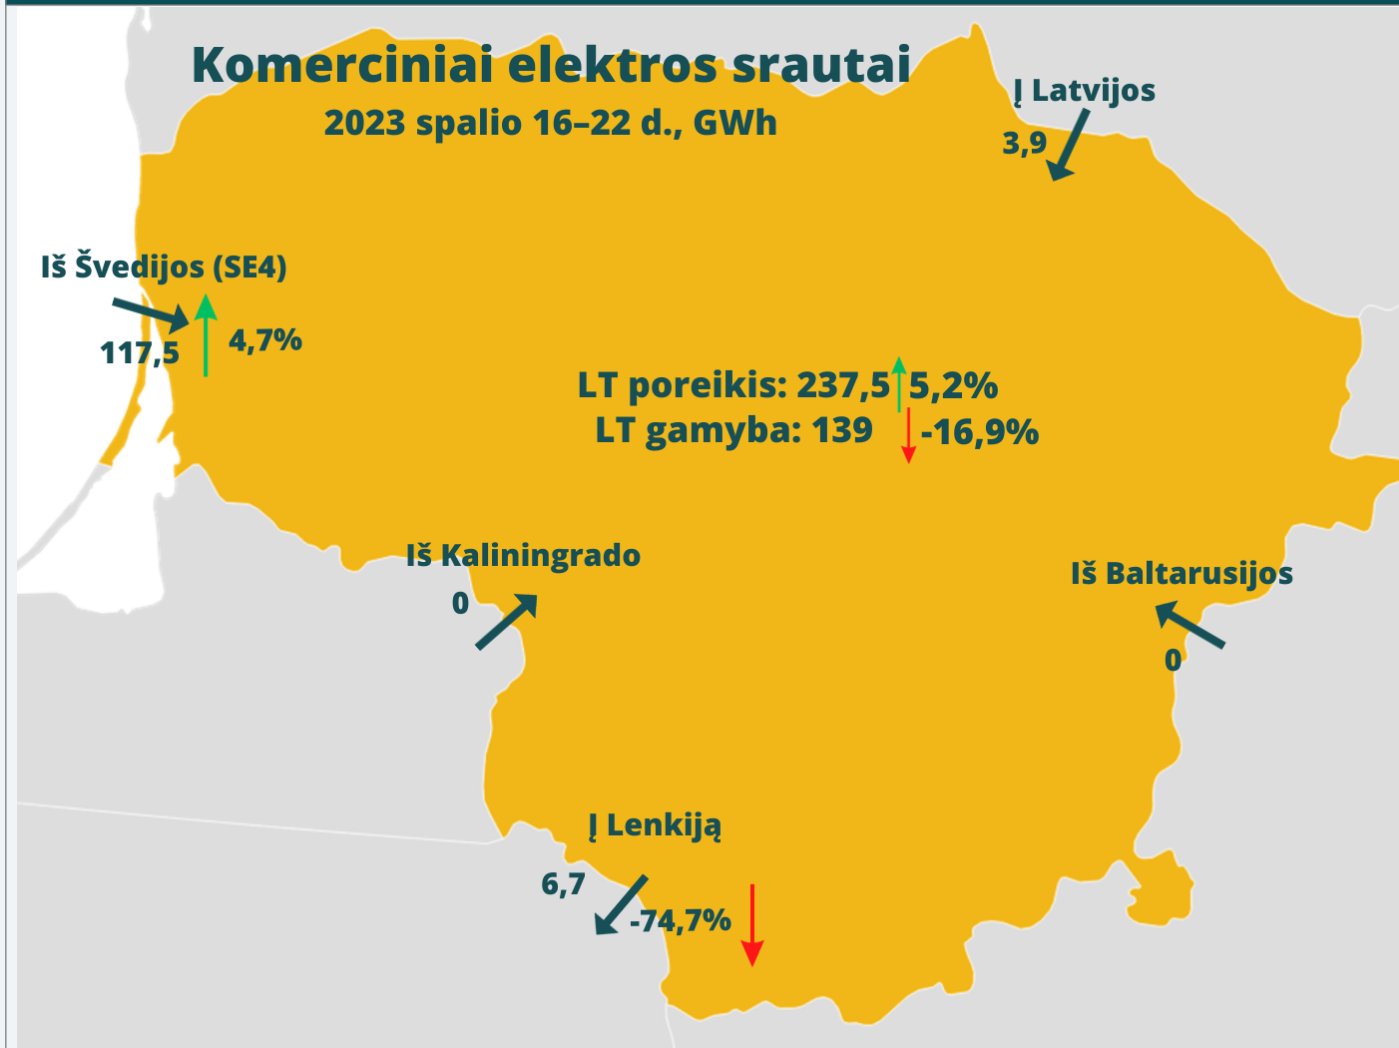 Komerciniai elektros srautai
2023 spalio 16–22 d., GWh
Į Latvijos
3,9
Iš Švedijos (SE4)
117,5
4,7%
LT poreikis: 237,5 5,2%
LT gamyba: 139 -16,9%
Iš Kaliningrado
0
Iš Baltarusijos
0
Į Lenkiją
6,7
-74,7%